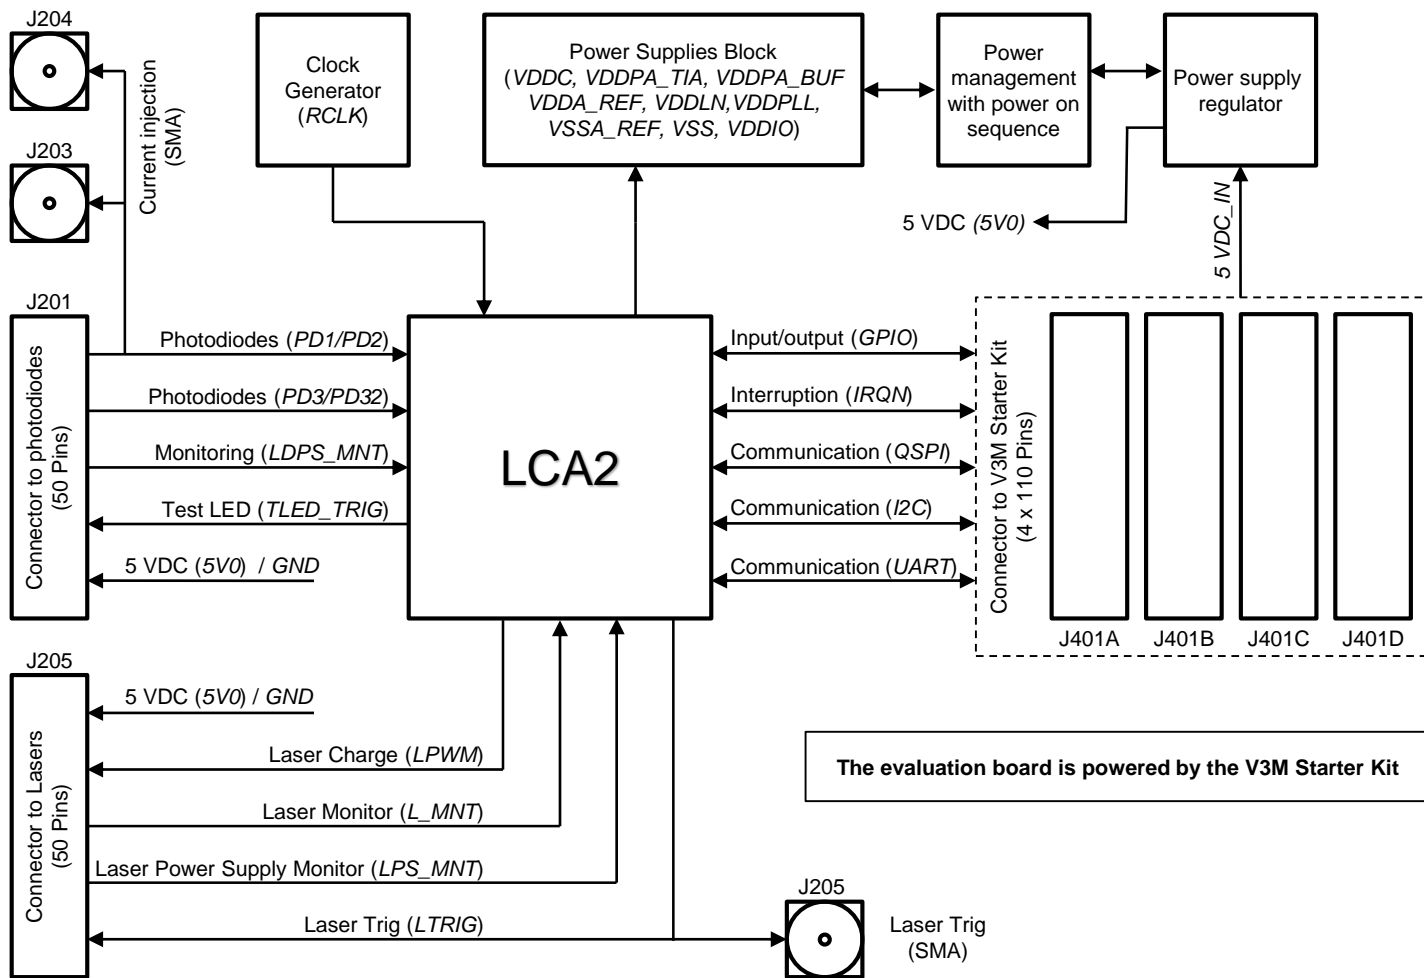 J204
J203
Current injection
(SMA)
Clock
Generator
(RCLK)
Power Supplies Block
(VDDC, VDDPA_TIA, VDDPA_BUF
VDDA_REF, VDDLN,VDDPLL,
VSSA_REF, VSS, VDDIO)
Power
management
with power on
sequence
Power supply
regulator
5 VDC (5V0)
5 VDC_IN
J201
Connector to photodiodes
(50 Pins)
Photodiodes (PD1/PD2)
Photodiodes (PD3/PD32)
Monitoring (LDPS_MNT)
Test LED (TLED_TRIG)
5 VDC (5V0) / GND
LCA2
Input/output (GPIO)
Interruption (IRQN)
Communication (QSPI)
Communication (I2C)
Communication (UART)
Connector to V3M Starter Kit
(4 x 110 Pins)
J401A
J401B
J401C
J401D
J205
Connector to Lasers
(50 Pins)
5 VDC (5V0) / GND
Laser Charge (LPWM)
Laser Monitor (L_MNT)
Laser Power Supply Monitor (LPS_MNT)
Laser Trig (LTRIG)
J205
Laser Trig
(SMA)
The evaluation board is powered by the V3M Starter Kit